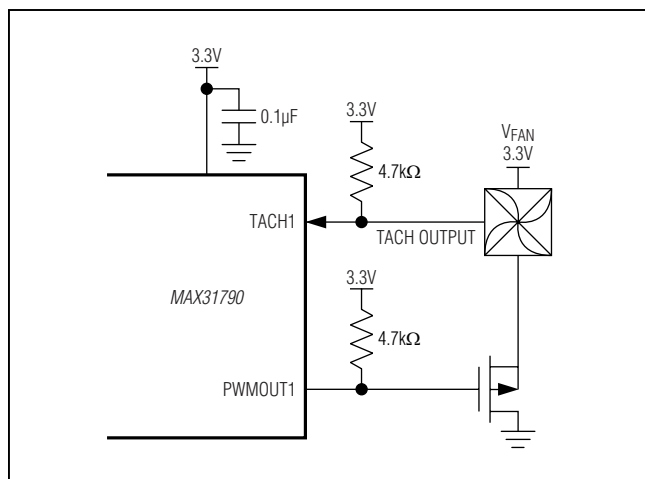 3.3V
0.1µF
3.3V
4.7kΩ
VFAN
3.3V
TACH1
TACH OUTPUT
MAX31790
3.3V
4.7kΩ
PWMOUT1